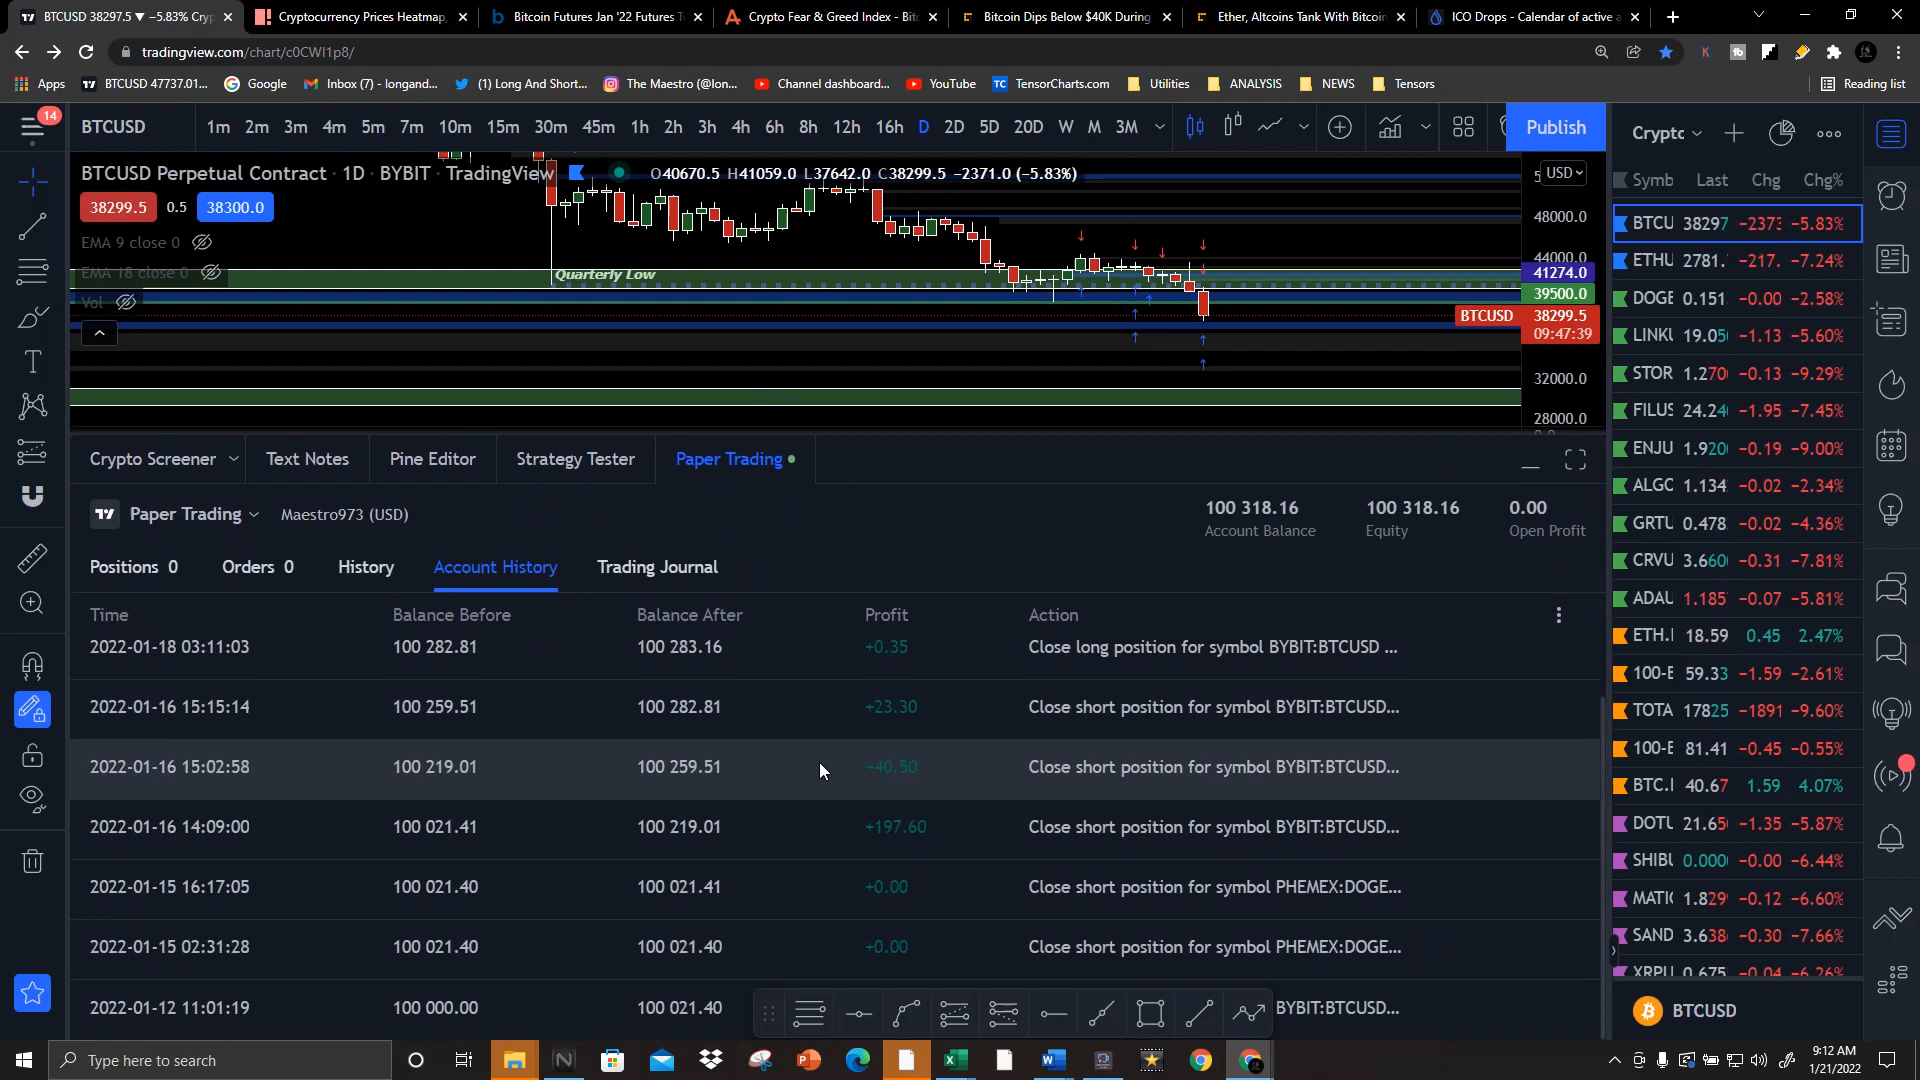 BTCUSD 38297.5 ▼ −5.83% Cry
Cryptocurrency Prices Heatmap,
Bitcoin Futures Jan '22 Futures T
Crypto Fear & Greed Index - Bit
Bitcoin Dips Below $40K During
Ether, Altcoins Tank With Bitcoin
ICO Drops - Calendar of active
tradingview.com/chart/c0CWI1p8/
Apps
BTCUSD 47737.01...
Google
Inbox (7) - longand...
(1) Long And Short...
The Maestro (@lon...
Channel dashboard...
YouTube
TensorCharts.com
Utilities
ANALYSIS
NEWS
Tensors
Reading list
14
BTCUSD
1m 2m 3m 4m 5m 7m 10m 15m 30m 45m 1h 2h 3h 4h 6h 8h 12h 16h D 2D 5D 20D W M 3M
Publish
BTCUSD Perpetual Contract · 1D · BYBIT · TradingView
O40670.5 H41059.0 L37642.0 C38299.5 −2371.0 (−5.83%)
USD
38299.5 0.5 38300.0
EMA 9 close 0
EMA 18 close 0
Vol
Quarterly Low
48000.0
44000.0
41274.0
39500.0
BTCUSD 38299.5
09:47:39
32000.0
28000.0
Crypto Screener
Text Notes
Pine Editor
Strategy Tester
Paper Trading
Paper Trading
Maestro973 (USD)
100 318.16
Account Balance
100 318.16
Equity
0.00
Open Profit
Positions 0
Orders 0
History
Account History
Trading Journal
Time Balance Before Balance After Profit Action
2022-01-18 03:11:03 100 282.81 100 283.16 +0.35 Close long position for symbol BYBIT:BTCUSD ...
2022-01-16 15:15:14 100 259.51 100 282.81 +23.30 Close short position for symbol BYBIT:BTCUSD...
2022-01-16 15:02:58 100 219.01 100 259.51 +40.50 Close short position for symbol BYBIT:BTCUSD...
2022-01-16 14:09:00 100 021.41 100 219.01 +197.60 Close short position for symbol BYBIT:BTCUSD...
2022-01-15 16:17:05 100 021.40 100 021.41 +0.00 Close short position for symbol PHEMEX:DOGE...
2022-01-15 02:31:28 100 021.40 100 021.40 +0.00 Close short position for symbol PHEMEX:DOGE...
2022-01-12 11:01:19 100 000.00 100 021.40 BYBIT:BTCUSD...
Crypto
Symb Last Chg Chg%
BTCU 38297 −2373 −5.83%
ETHU 2781. −217. −7.24%
DOGE 0.151 −0.00 −2.58%
LINKU 19.05 −1.13 −5.60%
STOR 1.270 −0.13 −9.29%
FILUS 24.24 −1.95 −7.45%
ENJU 1.920 −0.19 −9.00%
ALGO 1.134 −0.02 −2.34%
GRTU 0.478 −0.02 −4.36%
CRVU 3.660 −0.31 −7.81%
ADAU 1.185 −0.07 −5.81%
ETH. 18.59 0.45 2.47%
100-E 59.33 −1.59 −2.61%
TOTA 17825 −1891 −9.60%
100-E 81.41 −0.45 −0.55%
BTC. 40.67 1.59 4.07%
DOTU 21.65 −1.35 −5.87%
SHIBU 0.000 −0.00 −6.44%
MATIC 1.829 −0.12 −6.60%
SAND 3.638 −0.30 −7.66%
XRPU 0.675 −0.04 −6.26%
BTCUSD
Type here to search
9:12 AM
1/21/2022